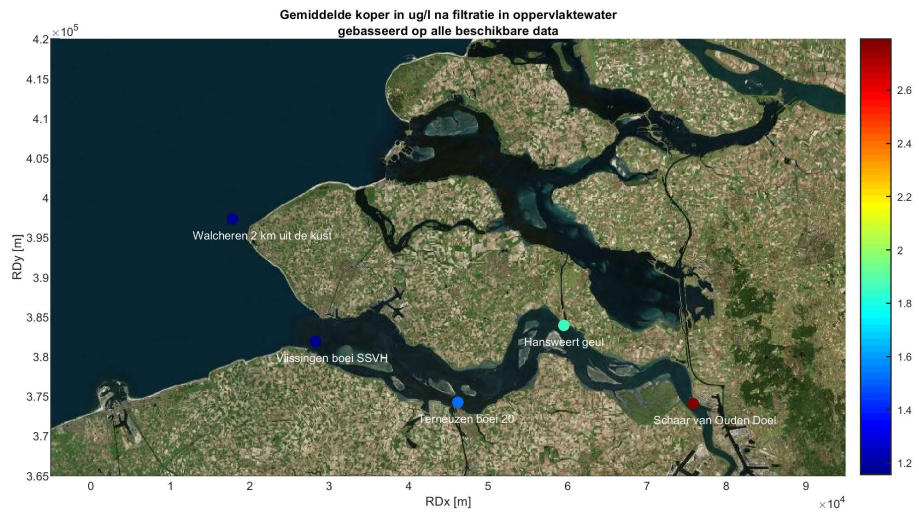 Gemiddelde koper in ug/l na filtratie in oppervlaktewater
gebasseerd op alle beschikbare data
4.2 ×10⁵
4.15
4.11
4.05
4
3.95
3.9
3.85
3.8
3.75
3.7
3.65
RDy [m]
Walcheren 2 km uit de kust
Vlissingen boei SSVH
Hansweert geul
Terneuzen boei 20
Schaar van Ouden Doel
0 1 2 3 4 5 6 7 8 9
RDx [m]
×10⁴
2.6
2.4
2.2
2
1.8
1.6
1.4
1.2